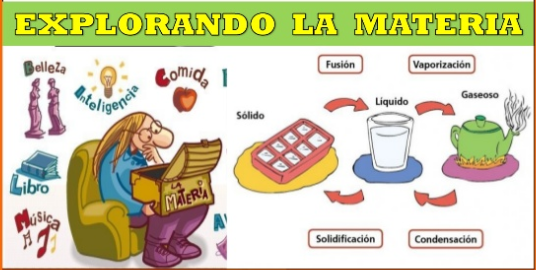 EXPLORANDO LA MATERIA
Belleza
Inteligencia
Comida
Libro
Música
LA MATERIA
Fusión
Vaporización
Sólido
Líquido
Gaseoso
Solidificación
Condensación